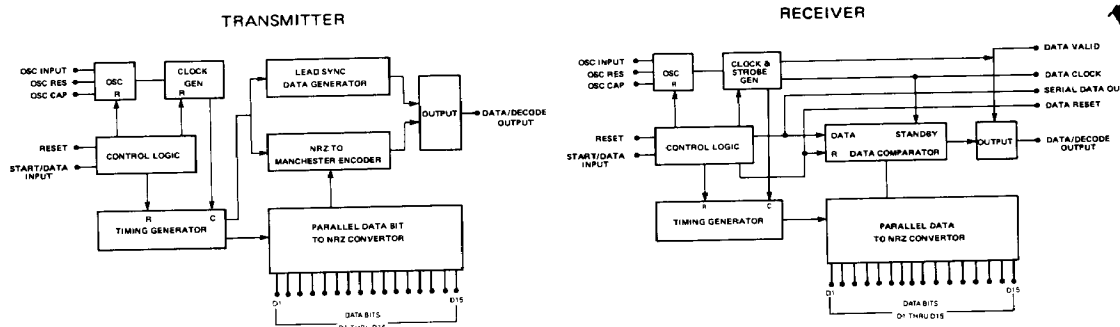 TRANSMITTER
OSC INPUT
OSC RES
OSC CAP
OSC
R
CLOCK
GEN
R
LEAD SYNC
DATA GENERATOR
OUTPUT
DATA/DECODE
OUTPUT
RESET
START/DATA
INPUT
CONTROL LOGIC
NRZ TO
MANCHESTER ENCODER
R
C
TIMING GENERATOR
PARALLEL DATA BIT
TO NRZ CONVERTOR
D1
D15
DATA BITS
D1 THRU D15
RECEIVER
OSC INPUT
OSC RES
OSC CAP
OSC
R
CLOCK &
STROBE
GEN
DATA VALID
DATA CLOCK
SERIAL DATA OU
DATA RESET
RESET
START/DATA
INPUT
CONTROL LOGIC
DATA
STANDBY
R
DATA COMPARATOR
OUTPUT
DATA/DECODE
OUTPUT
R
C
TIMING GENERATOR
PARALLEL DATA
TO NRZ CONVERTOR
D1
D15
DATA BITS
D1 THRU D15